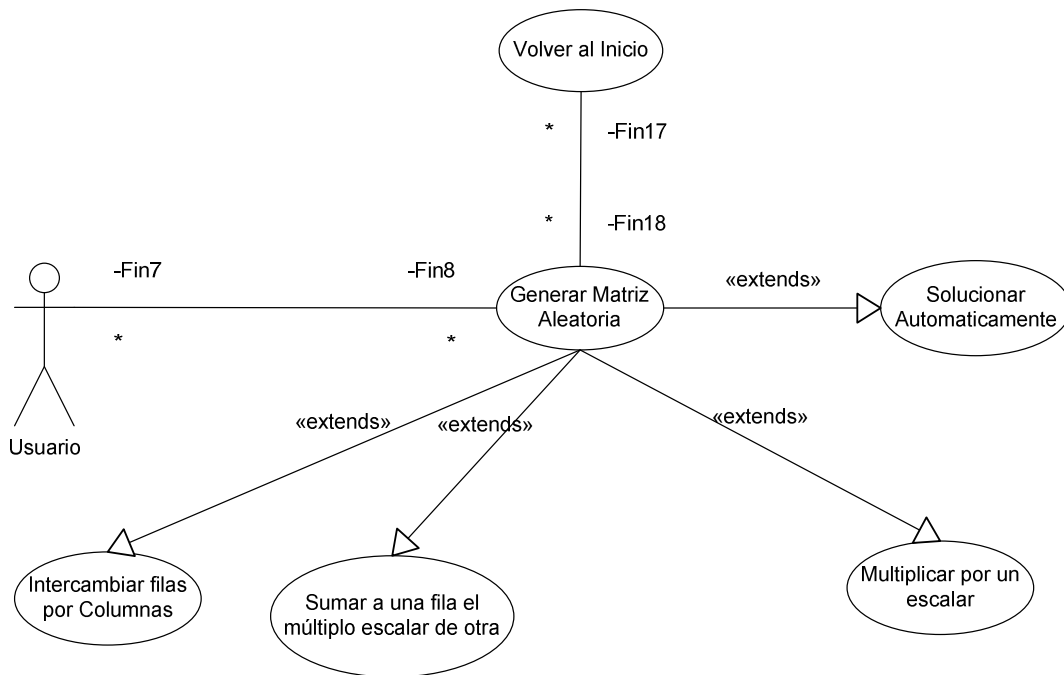 Volver al Inicio
*
-Fin17
*
-Fin18
-Fin7
-Fin8
*
*
Usuario
Generar Matriz
Aleatoria
«extends»
Solucionar
Automaticamente
«extends»
«extends»
«extends»
Intercambiar filas
por Columnas
Sumar a una fila el
múltiplo escalar de otra
Multiplicar por un
escalar